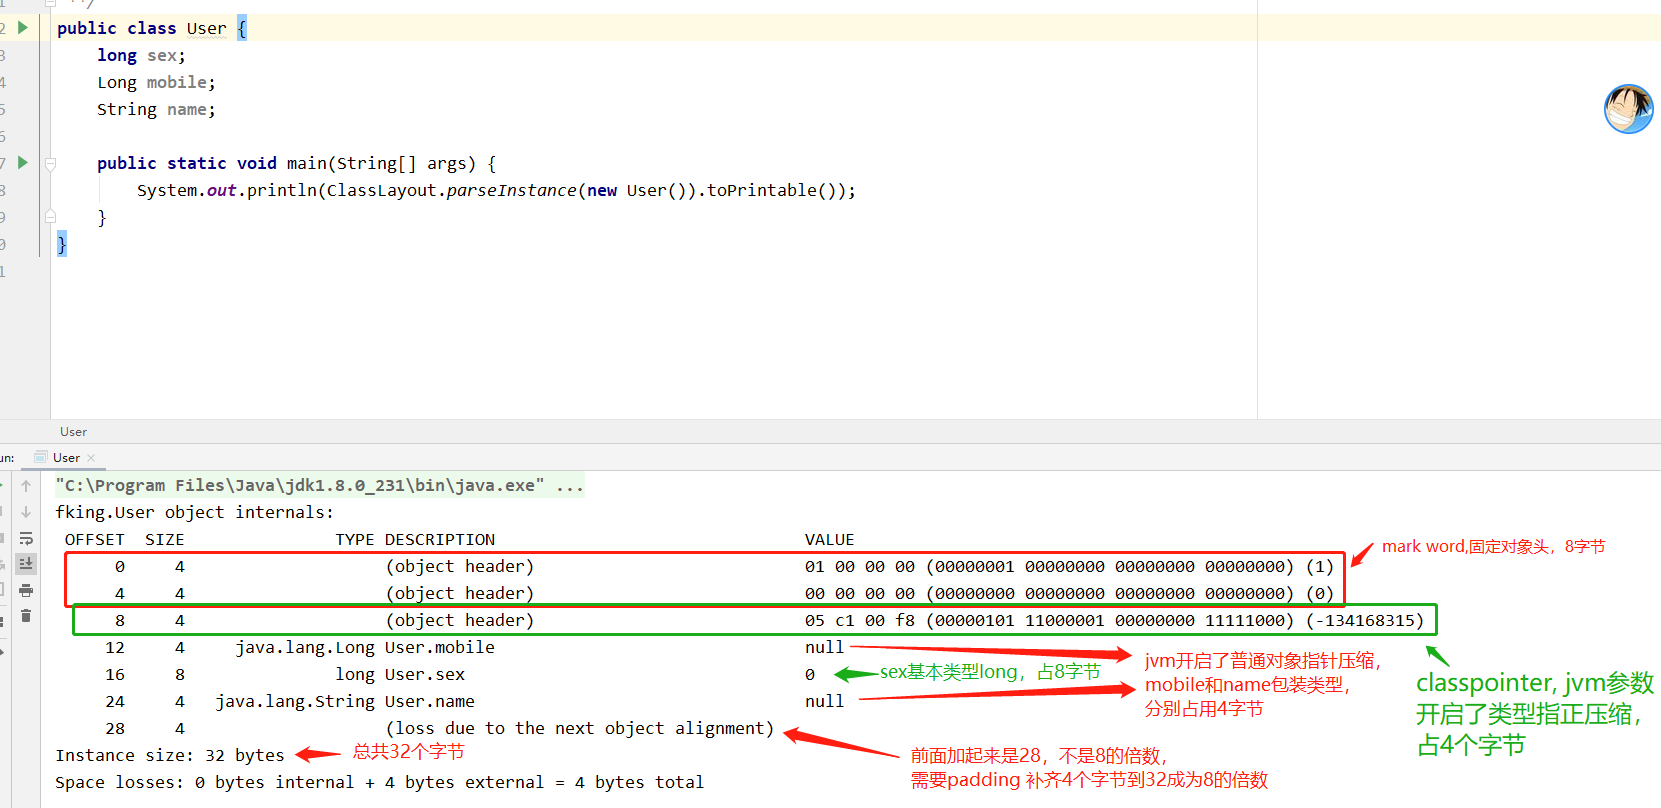 1 */
2 public class User {
3 long sex;
4 Long mobile;
5 String name;
6
7 public static void main(String[] args) {
8 System.out.println(ClassLayout.parseInstance(new User()).toPrintable());
9 }
0 }
1
User
un: User
"C:\Program Files\Java\jdk1.8.0_231\bin\java.exe" ...
fking.User object internals:
OFFSET SIZE TYPE DESCRIPTION VALUE
mark word,固定对象头，8字节
0 4 (object header) 01 00 00 00 (00000001 00000000 00000000 00000000) (1)
4 4 (object header) 00 00 00 00 (00000000 00000000 00000000 00000000) (0)
8 4 (object header) 05 c1 00 f8 (00000101 11000001 00000000 11111000) (-134168315)
12 4 java.lang.Long User.mobile null
16 8 long User.sex 0
sex基本类型long，占8字节
24 4 java.lang.String User.name null
jvm开启了普通对象指针压缩，
mobile和name包装类型，
分别占用4字节
classpointer, jvm参数
开启了类型指正压缩，
占4个字节
28 4 (loss due to the next object alignment)
Instance size: 32 bytes
总共32个字节
前面加起来是28，不是8的倍数，
需要padding 补齐4个字节到32成为8的倍数
Space losses: 0 bytes internal + 4 bytes external = 4 bytes total